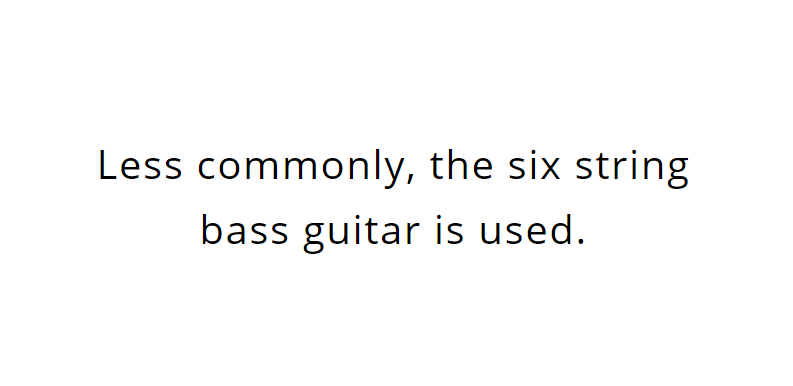 Less commonly, the six string
bass guitar is used.